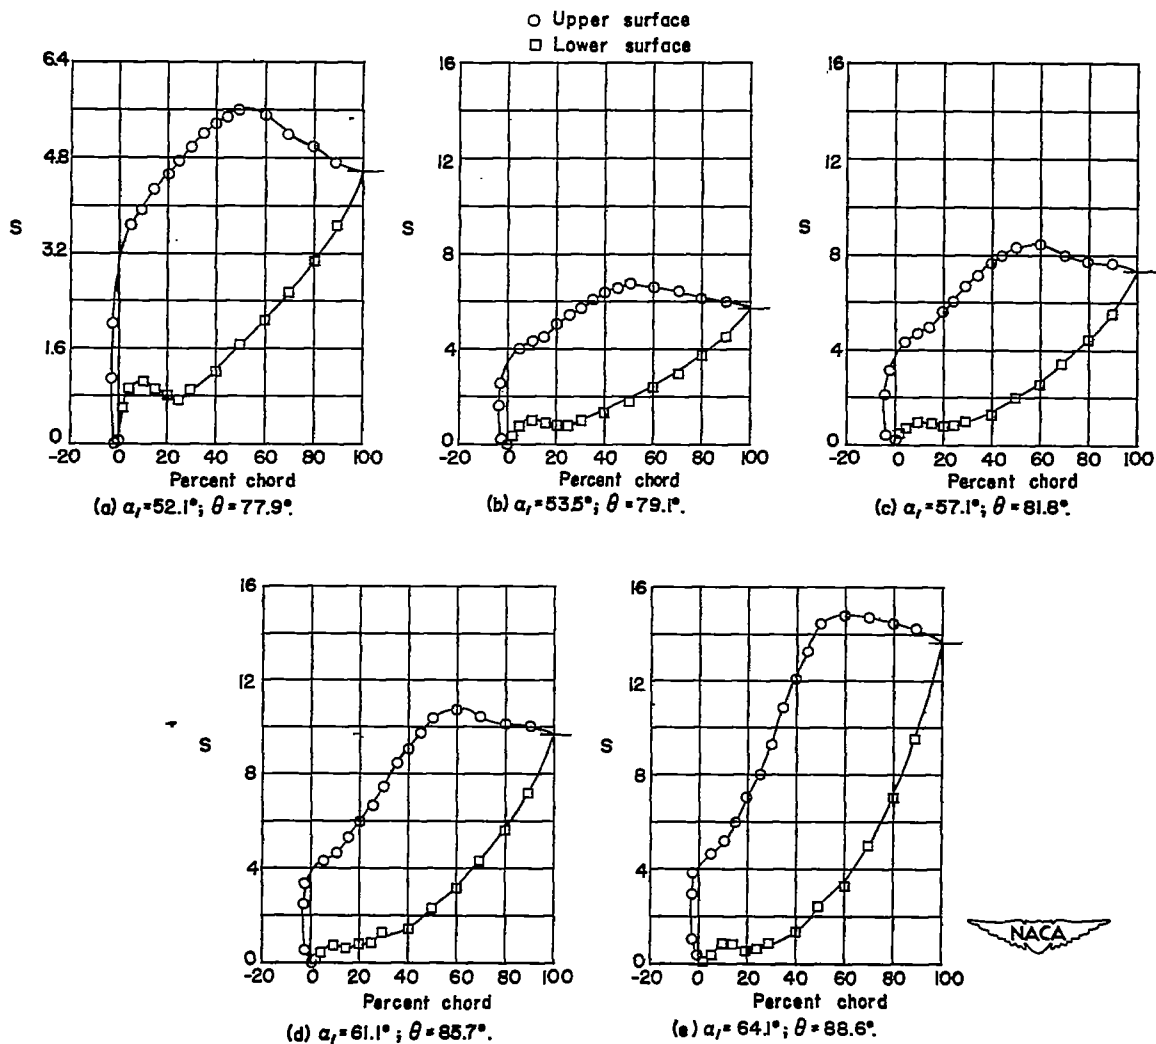 ○ Upper surface
□ Lower surface
6.4
4.8
S
3.2
1.6
0
-20 0 20 40 60 80 100
Percent chord
(a) α₁=52.1°; θ=77.9°.
16
12
S
8
4
0
-20 0 20 40 60 80 100
Percent chord
(b) α₁=53.5°; θ=79.1°.
16
12
S
8
4
0
-20 0 20 40 60 80 100
Percent chord
(c) α₁=57.1°; θ=81.8°.
16
12
S
8
4
0
-20 0 20 40 60 80 100
Percent chord
(d) α₁=61.1°; θ=85.7°.
16
12
S
8
4
0
-20 0 20 40 60 80 100
Percent chord
(e) α₁=64.1°; θ=88.6°.
NACA